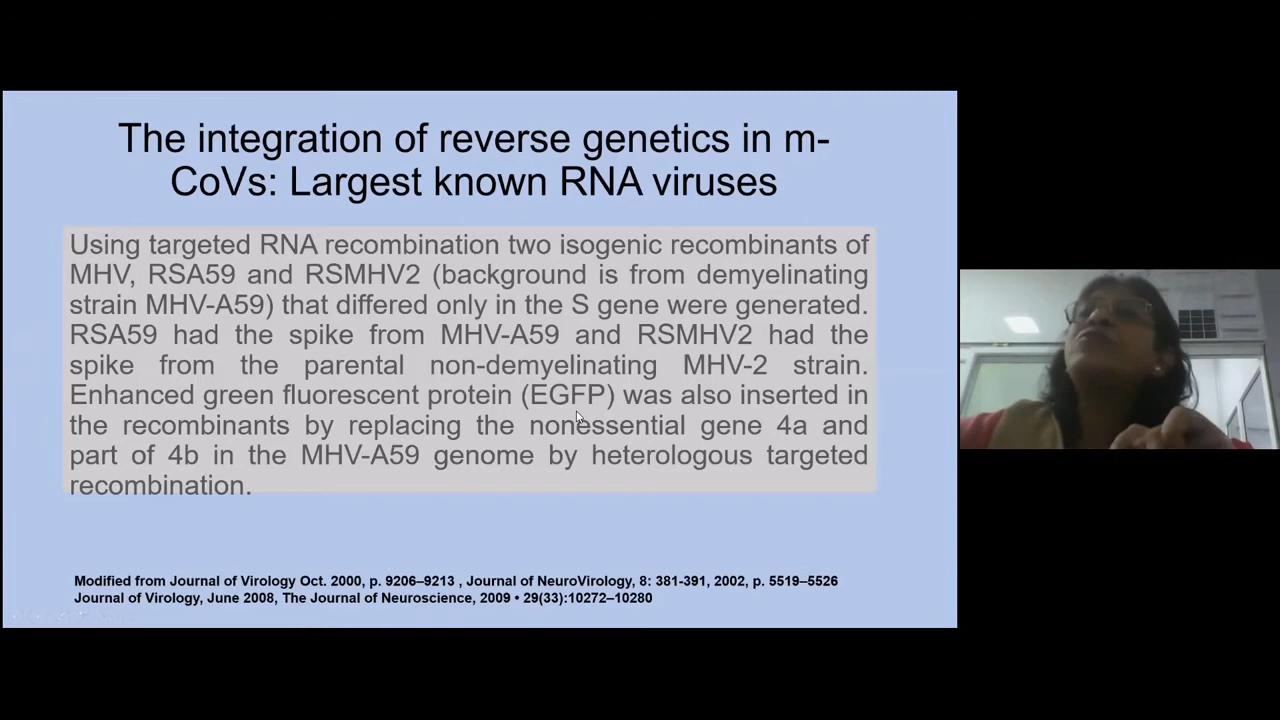 The integration of reverse genetics in m-
CoVs: Largest known RNA viruses
Using targeted RNA recombination two isogenic recombinants of
MHV, RSA59 and RSMHV2 (background is from demyelinating
strain MHV-A59) that differed only in the S gene were generated.
RSA59 had the spike from MHV-A59 and RSMHV2 had the
spike from the parental non-demyelinating MHV-2 strain.
Enhanced green fluorescent protein (EGFP) was also inserted in
the recombinants by replacing the nonessential gene 4a and
part of 4b in the MHV-A59 genome by heterologous targeted
recombination.
Modified from Journal of Virology Oct. 2000, p. 9206–9213 , Journal of NeuroVirology, 8: 381-391, 2002, p. 5519–5526
Journal of Virology, June 2008, The Journal of Neuroscience, 2009 • 29(33):10272–10280